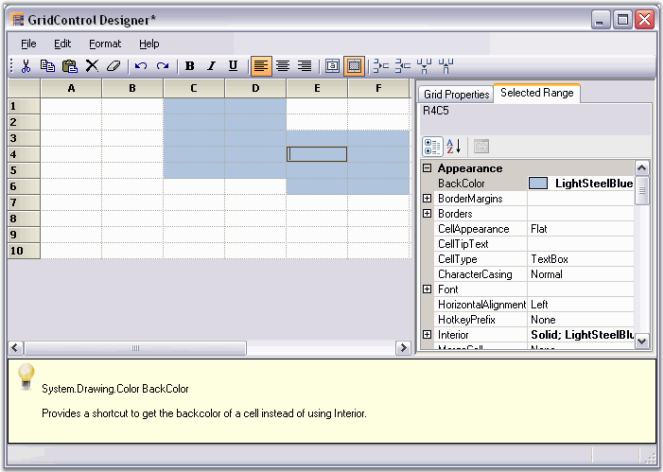 GridControl Designer*
File Edit Format Help
B I U
A B C D E F
1
2
3
4
5
6
7
8
9
10
Grid Properties Selected Range
R4C5
Appearance
BackColor LightSteelBlue
BorderMargins
Borders
CellAppearance Flat
CellTipText
CellType TextBox
CharacterCasing Normal
Font
HorizontalAlignment Left
HotkeyPrefix None
Interior Solid; LightSteelBlu
System.Drawing.Color BackColor
Provides a shortcut to get the backcolor of a cell instead of using Interior.